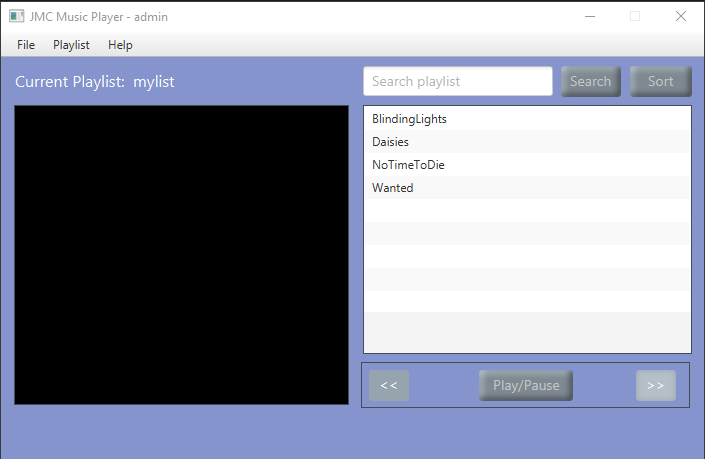 JMC Music Player - admin
File Playlist Help
Current Playlist: mylist
Search playlist
Search
Sort
BlindingLights
Daisies
NoTimeToDie
Wanted
<< Play/Pause >>